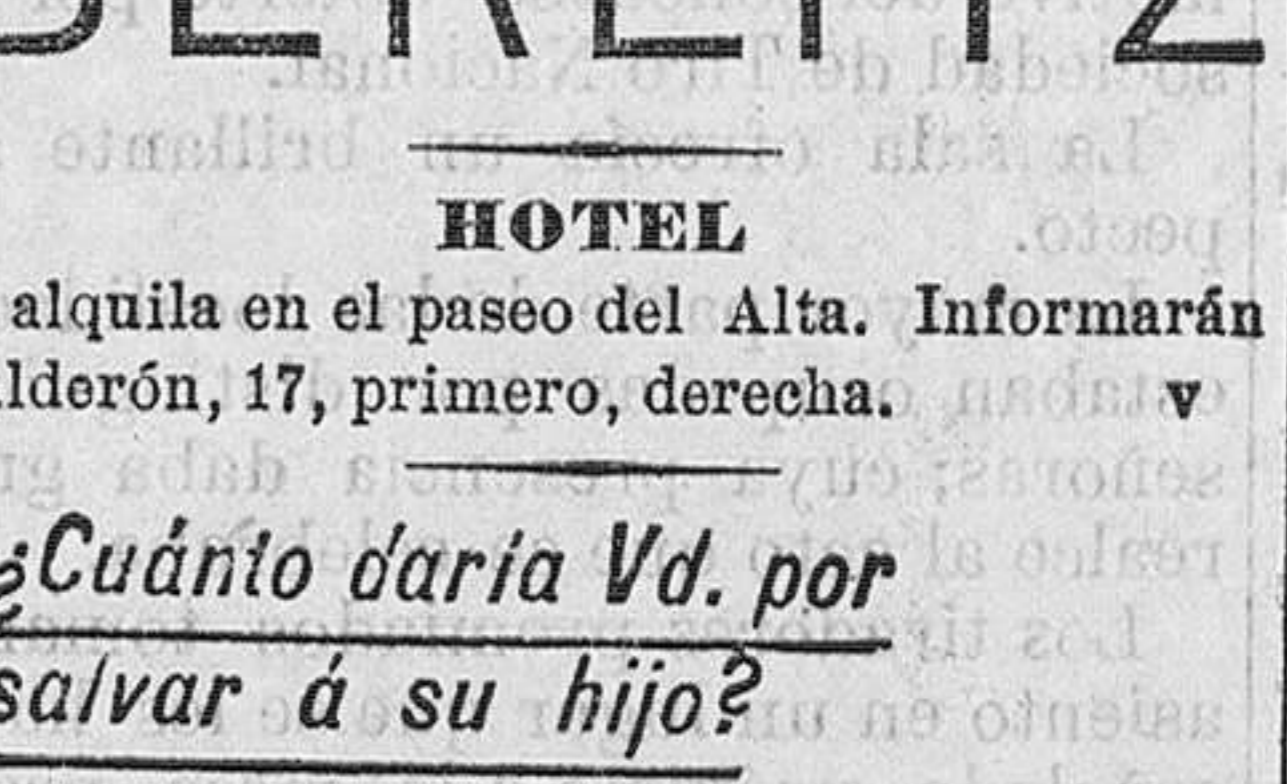 HOTEL
alquila en el paseo del Alta. Informarán
lderón, 17, primero, derecha. v
¿Cuánto daría Vd. por
salvar á su hijo?